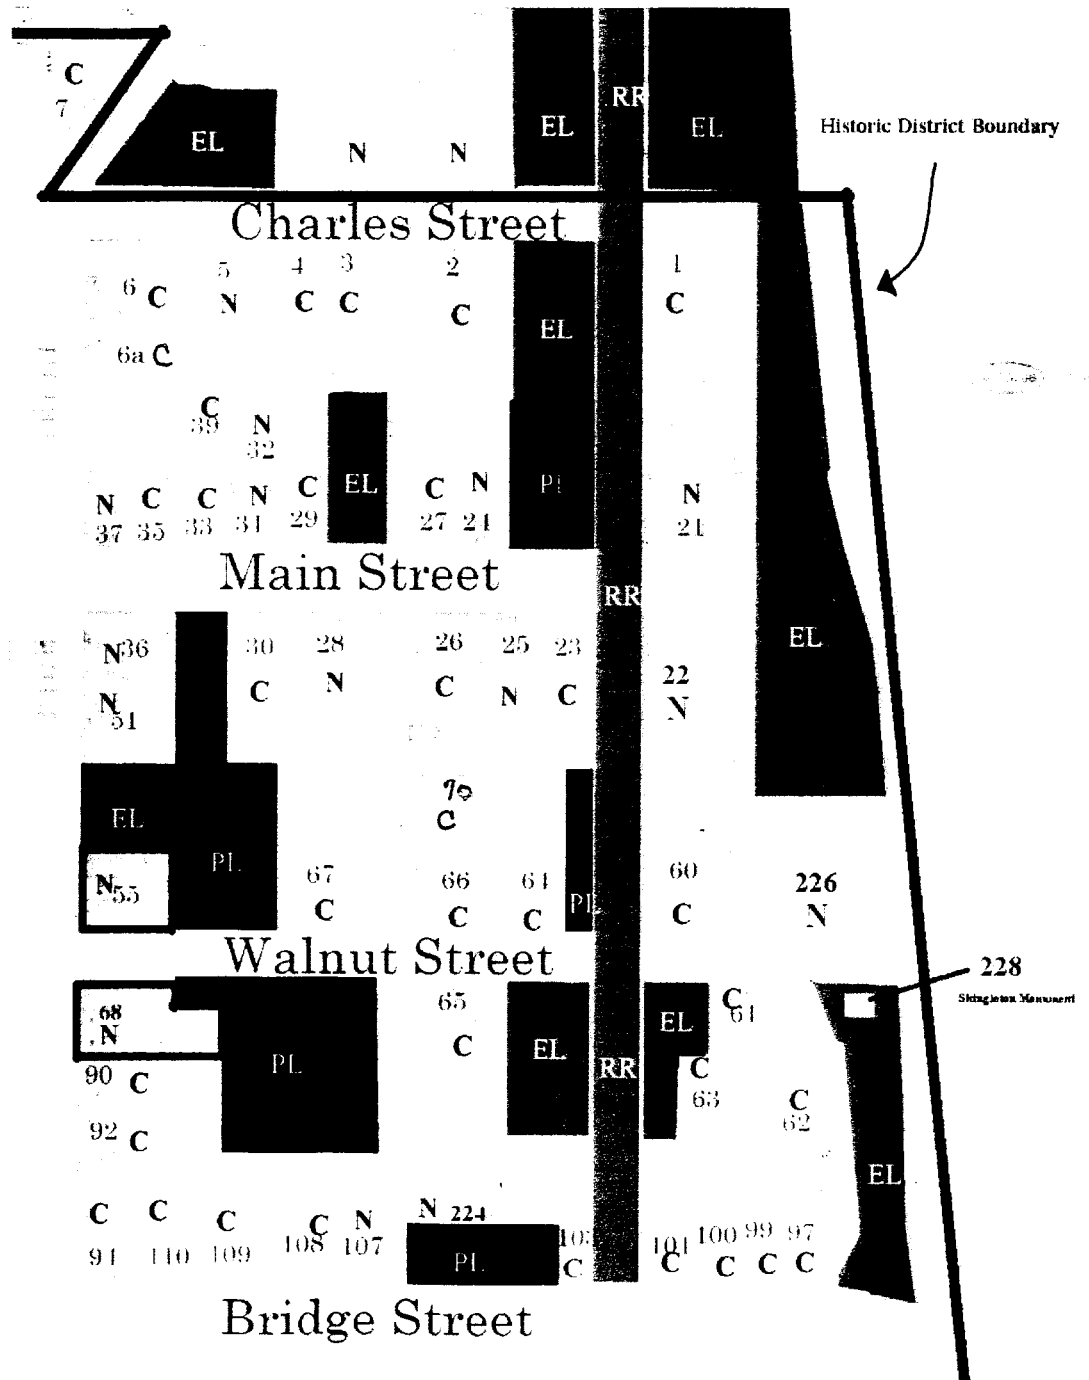 C
7
EL
N
N
EL
RR
EL
Historic District Boundary
Charles Street
6 C
5
N
4
C
3
C
2
C
EL
1
C
6a C
C
39
N
32
N
37
C
35
C
33
N
31
C
29
EL
C
27
N
24
PL
N
21
Main Street
RR
EL
N 36
30
C
28
N
26
C
25
N
23
C
22
N
N 51
EL
PL
70
C
N 55
67
C
66
C
64
C
PL
60
C
226
N
Walnut Street
228
68
N
PL
65
C
EL
RR
EL
C
61
C
63
C
62
90 C
92 C
EL
C
91
C
110
C
109
C
108
N
107
N 224
PL
C
101
C
100
C
99
C
97
C
Bridge Street